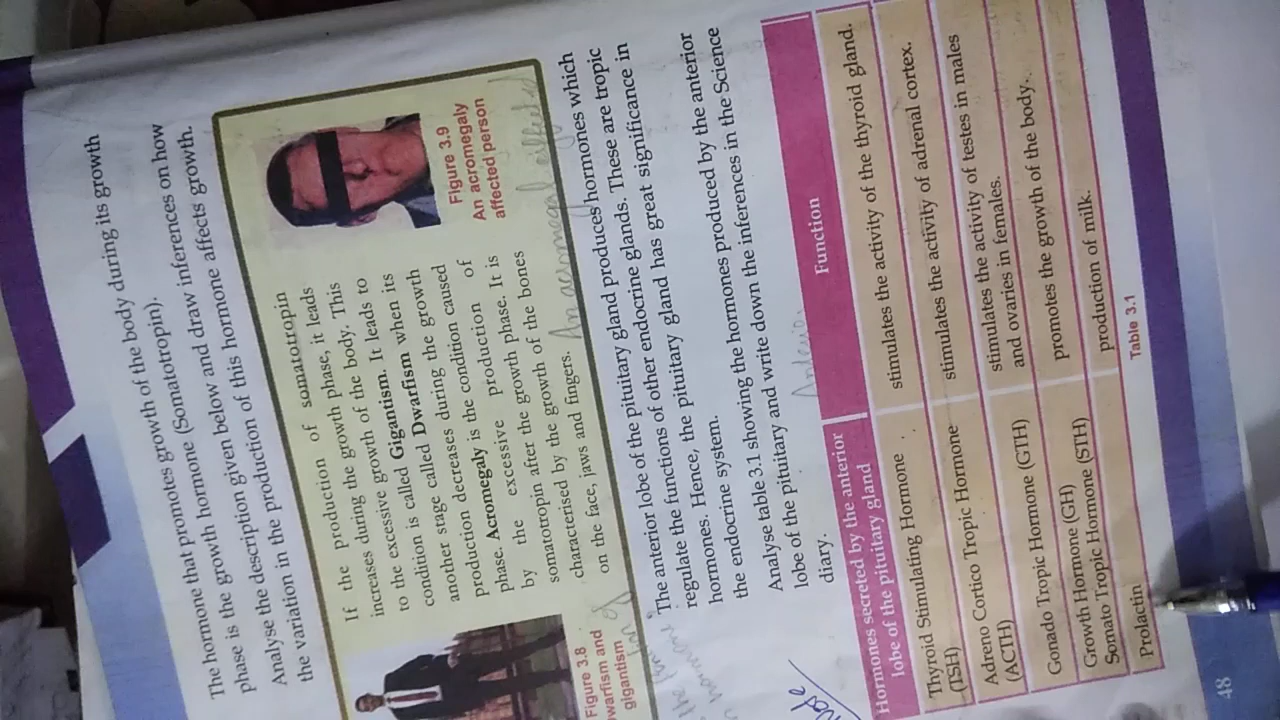 The hormone that promotes growth of the body during its growth
phase is the growth hormone (Somatotropin).
Analyse the description given below and draw inferences on how
the variation in the production of this hormone affects growth.
If the production of somatotropin
increases during the growth phase, it leads
to the excessive growth of the body. This
condition is called Gigantism. It leads to
another stage called Dwarfism when its
production decreases during the growth
phase. Acromegaly is the condition caused
by the excessive production of
somatotropin after the growth phase. It is
characterised by the growth of the bones
on the face, jaws and fingers.
Figure 3.9
An acromegaly
affected person
Figure 3.8
warfism and
gigantism
An acromegal affected
The anterior lobe of the pituitary gland produces hormones which
regulate the functions of other endocrine glands. These are tropic
hormones. Hence, the pituitary gland has great significance in
the endocrine system.
Analyse table 3.1 showing the hormones produced by the anterior
lobe of the pituitary and write down the inferences in the Science
diary.
Hormones secreted by the anterior
lobe of the pituitary gland
Function
Thyroid Stimulating Hormone
(TSH)
stimulates the activity of the thyroid gland.
Adreno Cortico Tropic Hormone
(ACTH)
stimulates the activity of adrenal cortex.
Gonado Tropic Hormone (GTH)
stimulates the activity of testes in males
and ovaries in females.
Growth Hormone (GH)
Somato Tropic Hormone (STH)
promotes the growth of the body.
Prolactin
production of milk.
Table 3.1
48